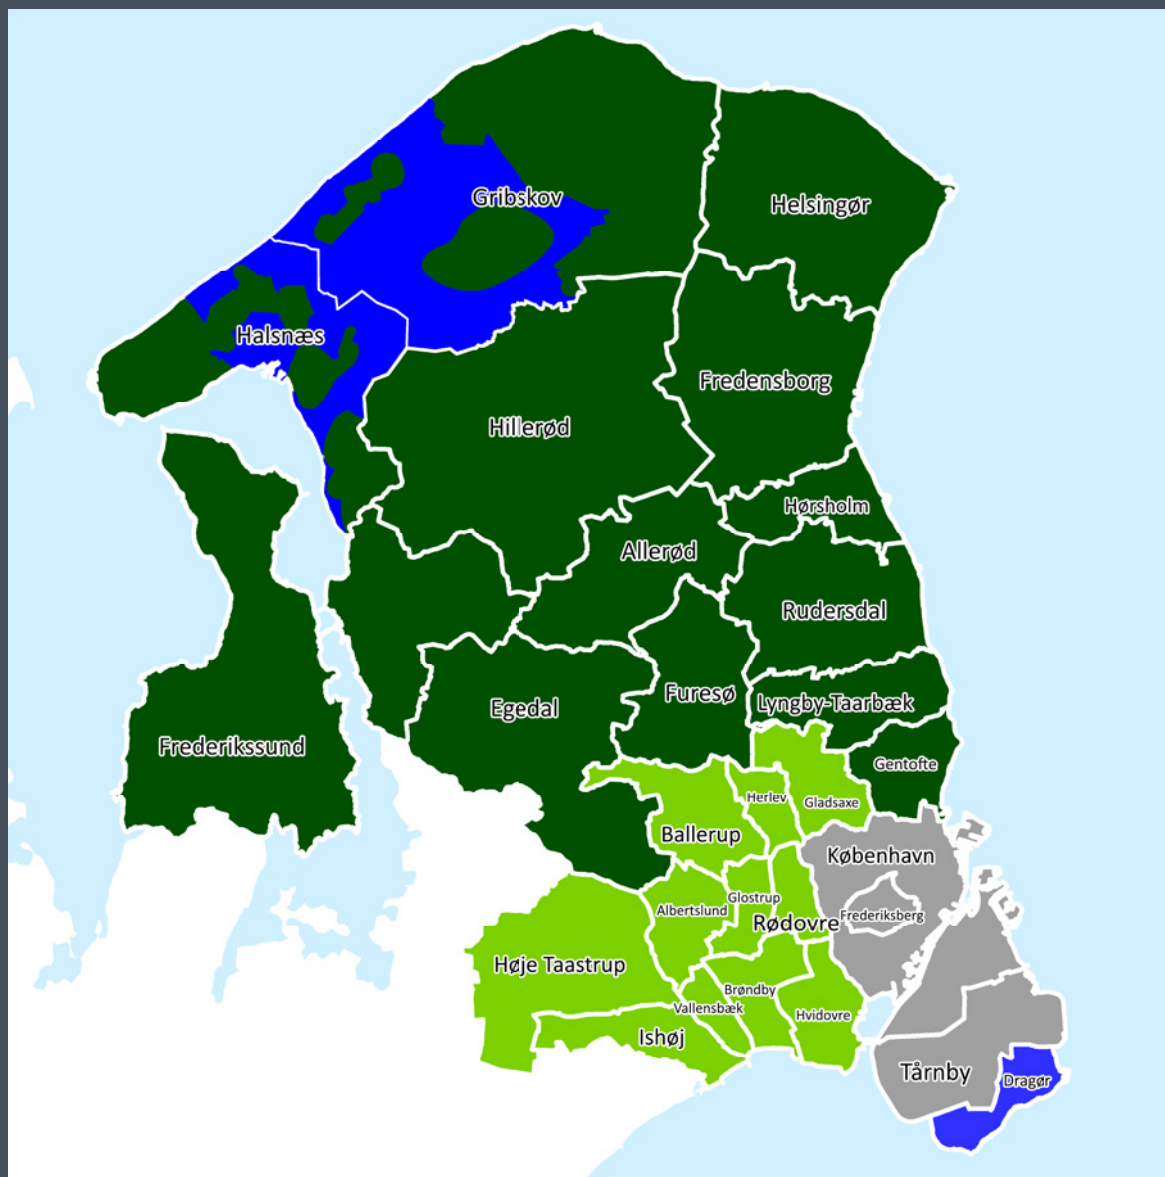 Gribskov
Helsingør
Halsnæs
Fredensborg
Hillerød
Hørsholm
Allerød
Rudersdal
Furesø
Lyngby-Taarbæk
Egedal
Frederikssund
Gentofte
Herlev
Gladsaxe
Ballerup
København
Glostrup
Albertslund
Rødovre
Frederiksberg
Høje Taastrup
Brøndby
Vallensbæk
Hvidovre
Ishøj
Tårnby
Dragør